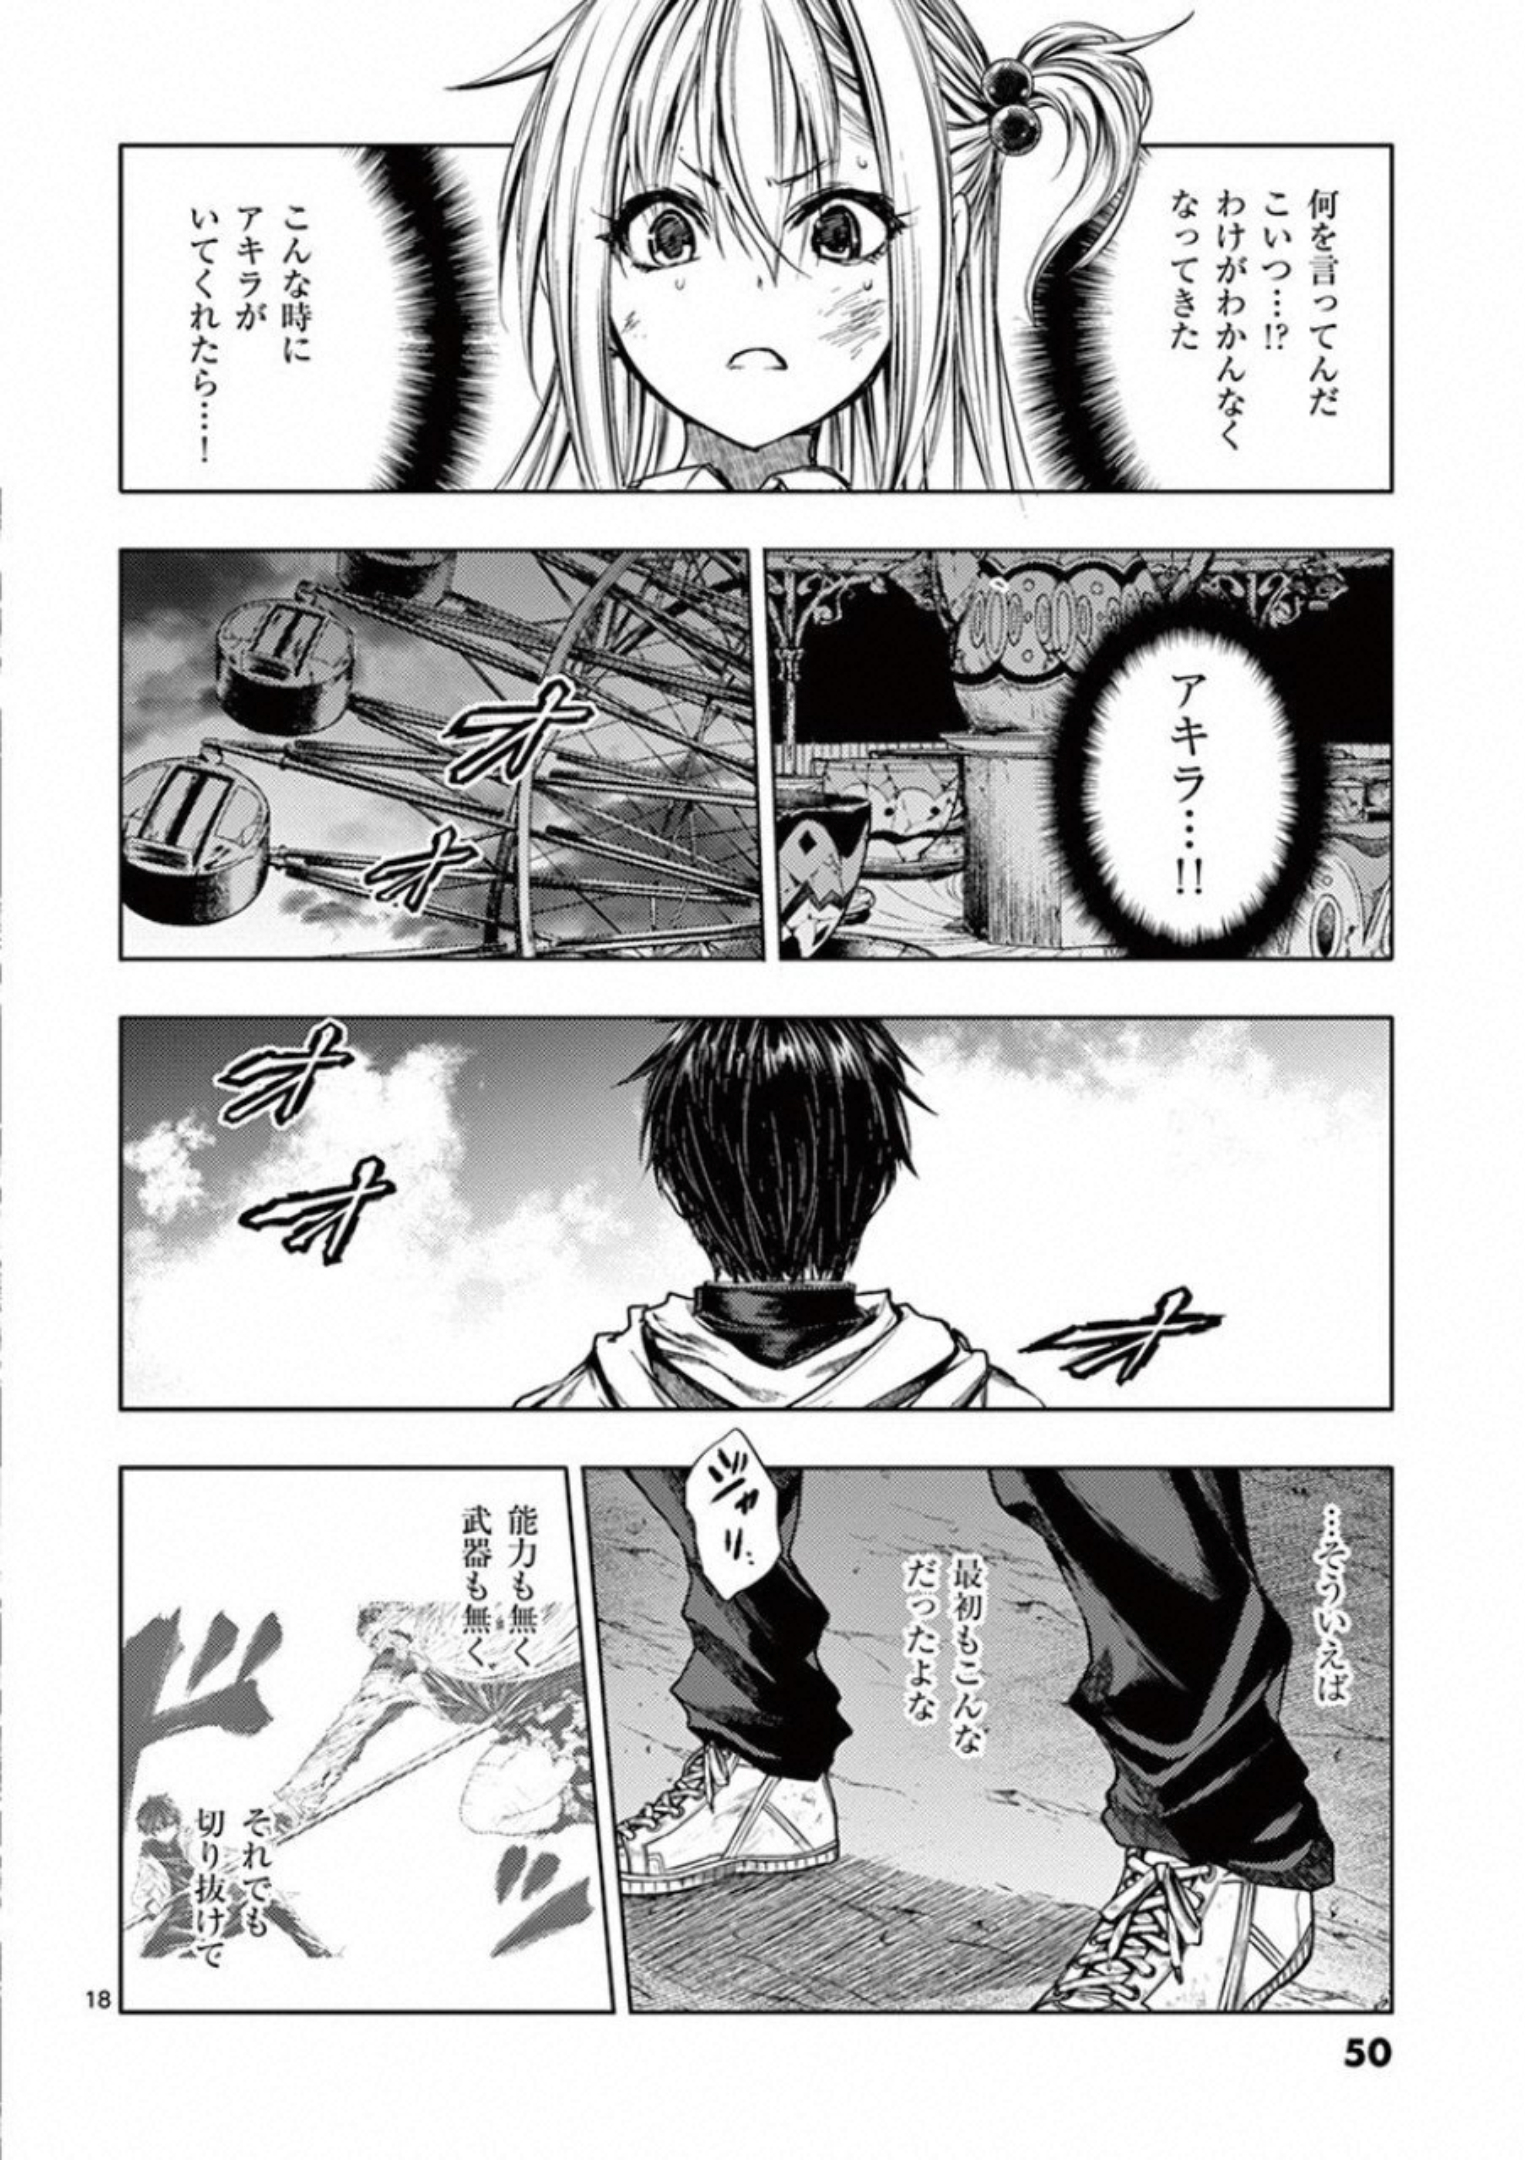 何を言ってんだ
こいつ…!?
わけがわかんなく
なってきた
こんな時に
アキラが
いてくれたら…!
アキラ…!!
オ
オ
オ
オ
オ
…そういえば
最初もこんな
だったよな
ジャリ
能力も無く
武器も無く
ドド
それでも
切り抜けて
18
50